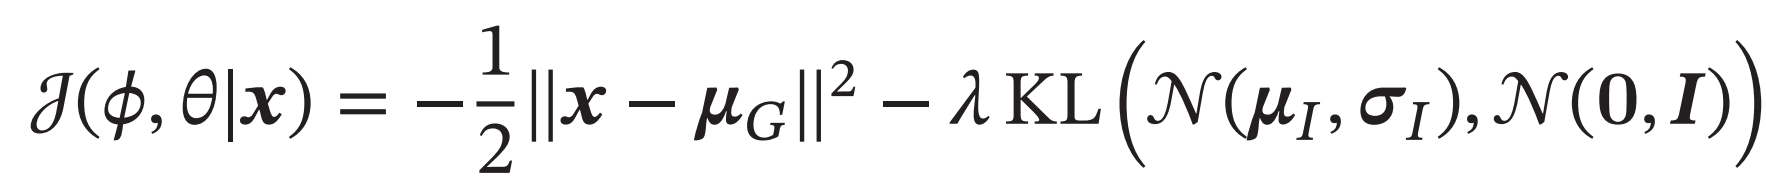 𝒥(ϕ, θ|𝒙) = −½‖𝒙 − 𝝁_G‖² − λ KL(𝒩(𝝁_I, 𝝈_I), 𝒩(𝟎, 𝑰))